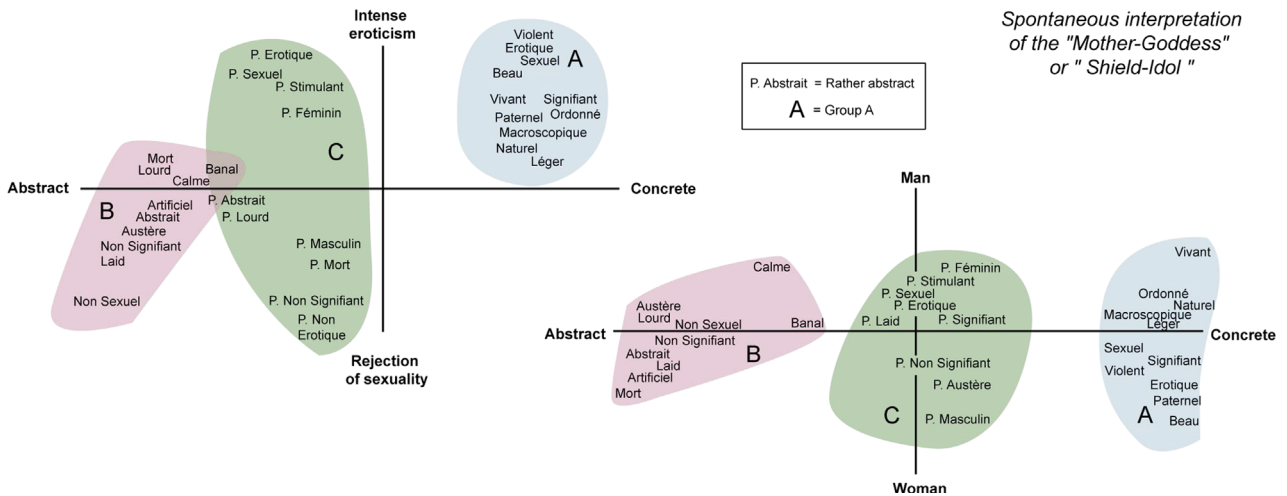 Spontaneous interpretation
of the "Mother-Goddess"
or " Shield-Idol "
P. Abstrait = Rather abstract
A = Group A
Intense
eroticism
Abstract
Concrete
Rejection
of sexuality
P. Erotique
P. Sexuel
P. Stimulant
P. Féminin
C
Violent
Erotique
Sexuel
A
Beau
Vivant Signifiant
Paternel Ordonné
Macroscopique
Naturel
Léger
Mort
Lourd
Banal
Calme
B
Artificiel
Abstrait
Austère
Non Signifiant
Laid
Non Sexuel
P. Abstrait
P. Lourd
P. Masculin
P. Mort
P. Non Signifiant
P. Non
Erotique
Man
Abstract
Concrete
Woman
Calme
Austère
Lourd
Non Sexuel
Banal
Non Signifiant
Abstrait
B
Laid
Artificiel
Mort
P. Féminin
P. Stimulant
P. Sexuel
P. Erotique
P. Laid
P. Signifiant
P. Non Signifiant
P. Austère
C
P. Masculin
Vivant
Ordonné
Naturel
Macroscopique
Léger
Sexuel
Signifiant
Violent
Erotique
Paternel
A
Beau